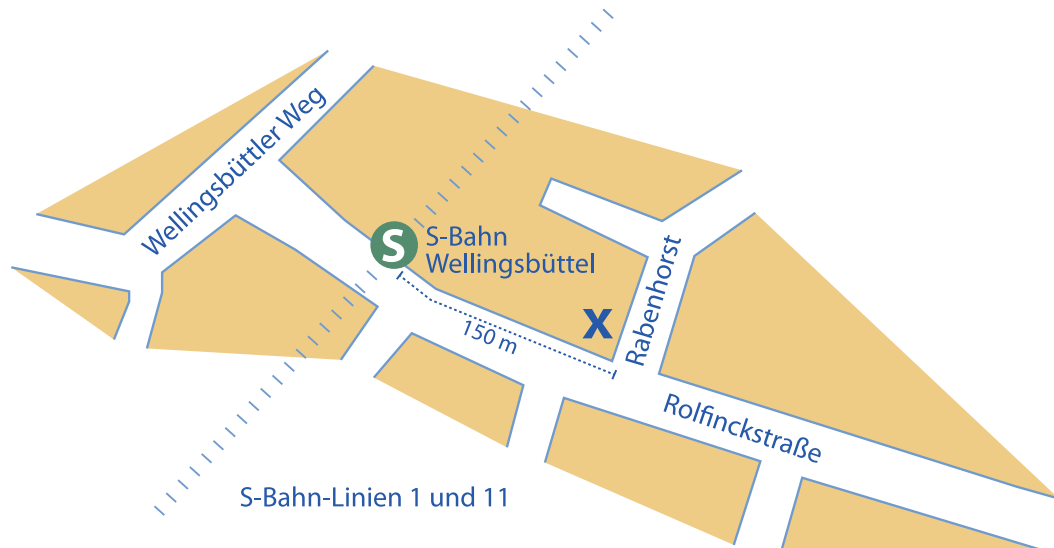 Wellingsbüttler Weg
S
S-Bahn
Wellingsbüttel
150 m
X
Rabenhorst
Rolfinckstraße
S-Bahn-Linien 1 und 11